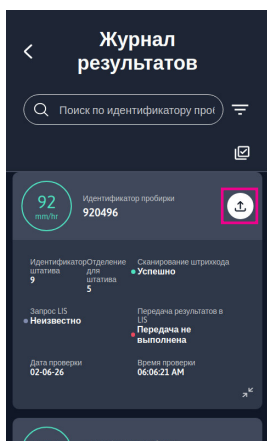 Журнал
результатов
Поиск по идентификатору проб
92
mm/hr
Идентификатор пробирки
920496
Идентификатор
штатива
9
Отделение
для
штатива
5
Сканирование штрихкода
Успешно
Запрос LIS
Неизвестно
Передача результатов в
LIS
Передача не
выполнена
Дата проверки
02-06-26
Время проверки
06:06:21 AM